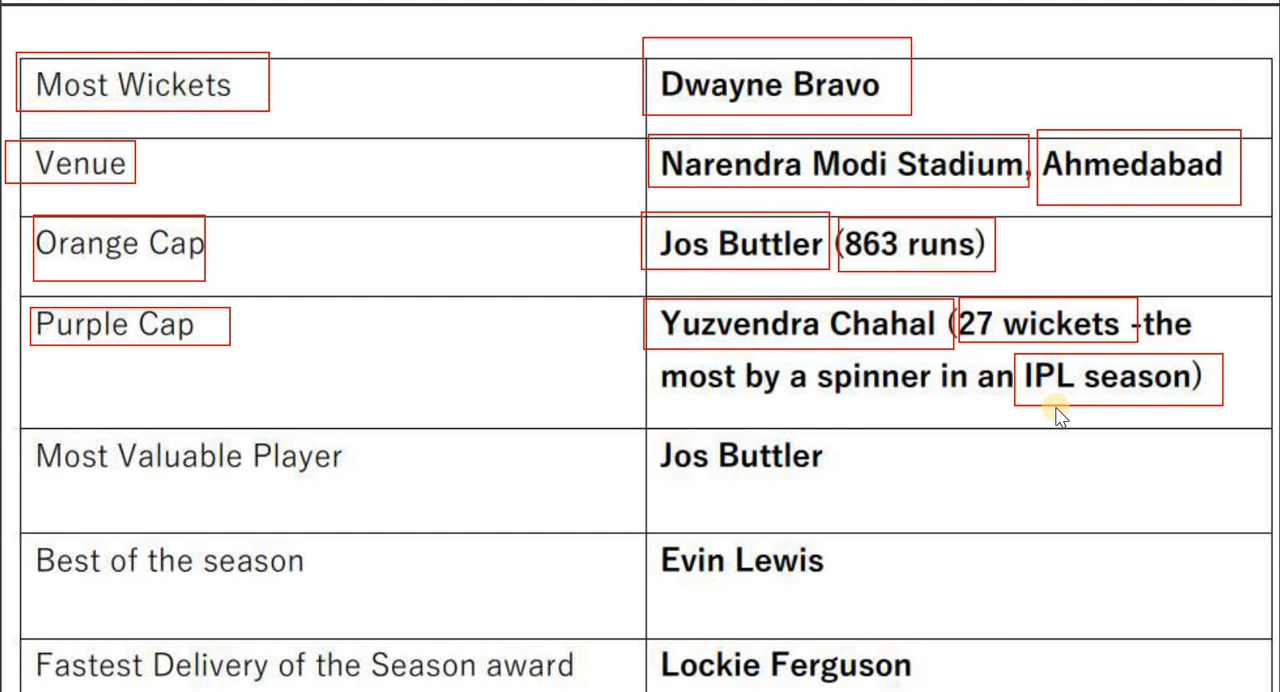 Most Wickets
Dwayne Bravo
Venue
Narendra Modi Stadium, Ahmedabad
Orange Cap
Jos Buttler (863 runs)
Purple Cap
Yuzvendra Chahal (27 wickets -the
most by a spinner in an IPL season)
Most Valuable Player
Jos Buttler
Best of the season
Evin Lewis
Fastest Delivery of the Season award
Lockie Ferguson